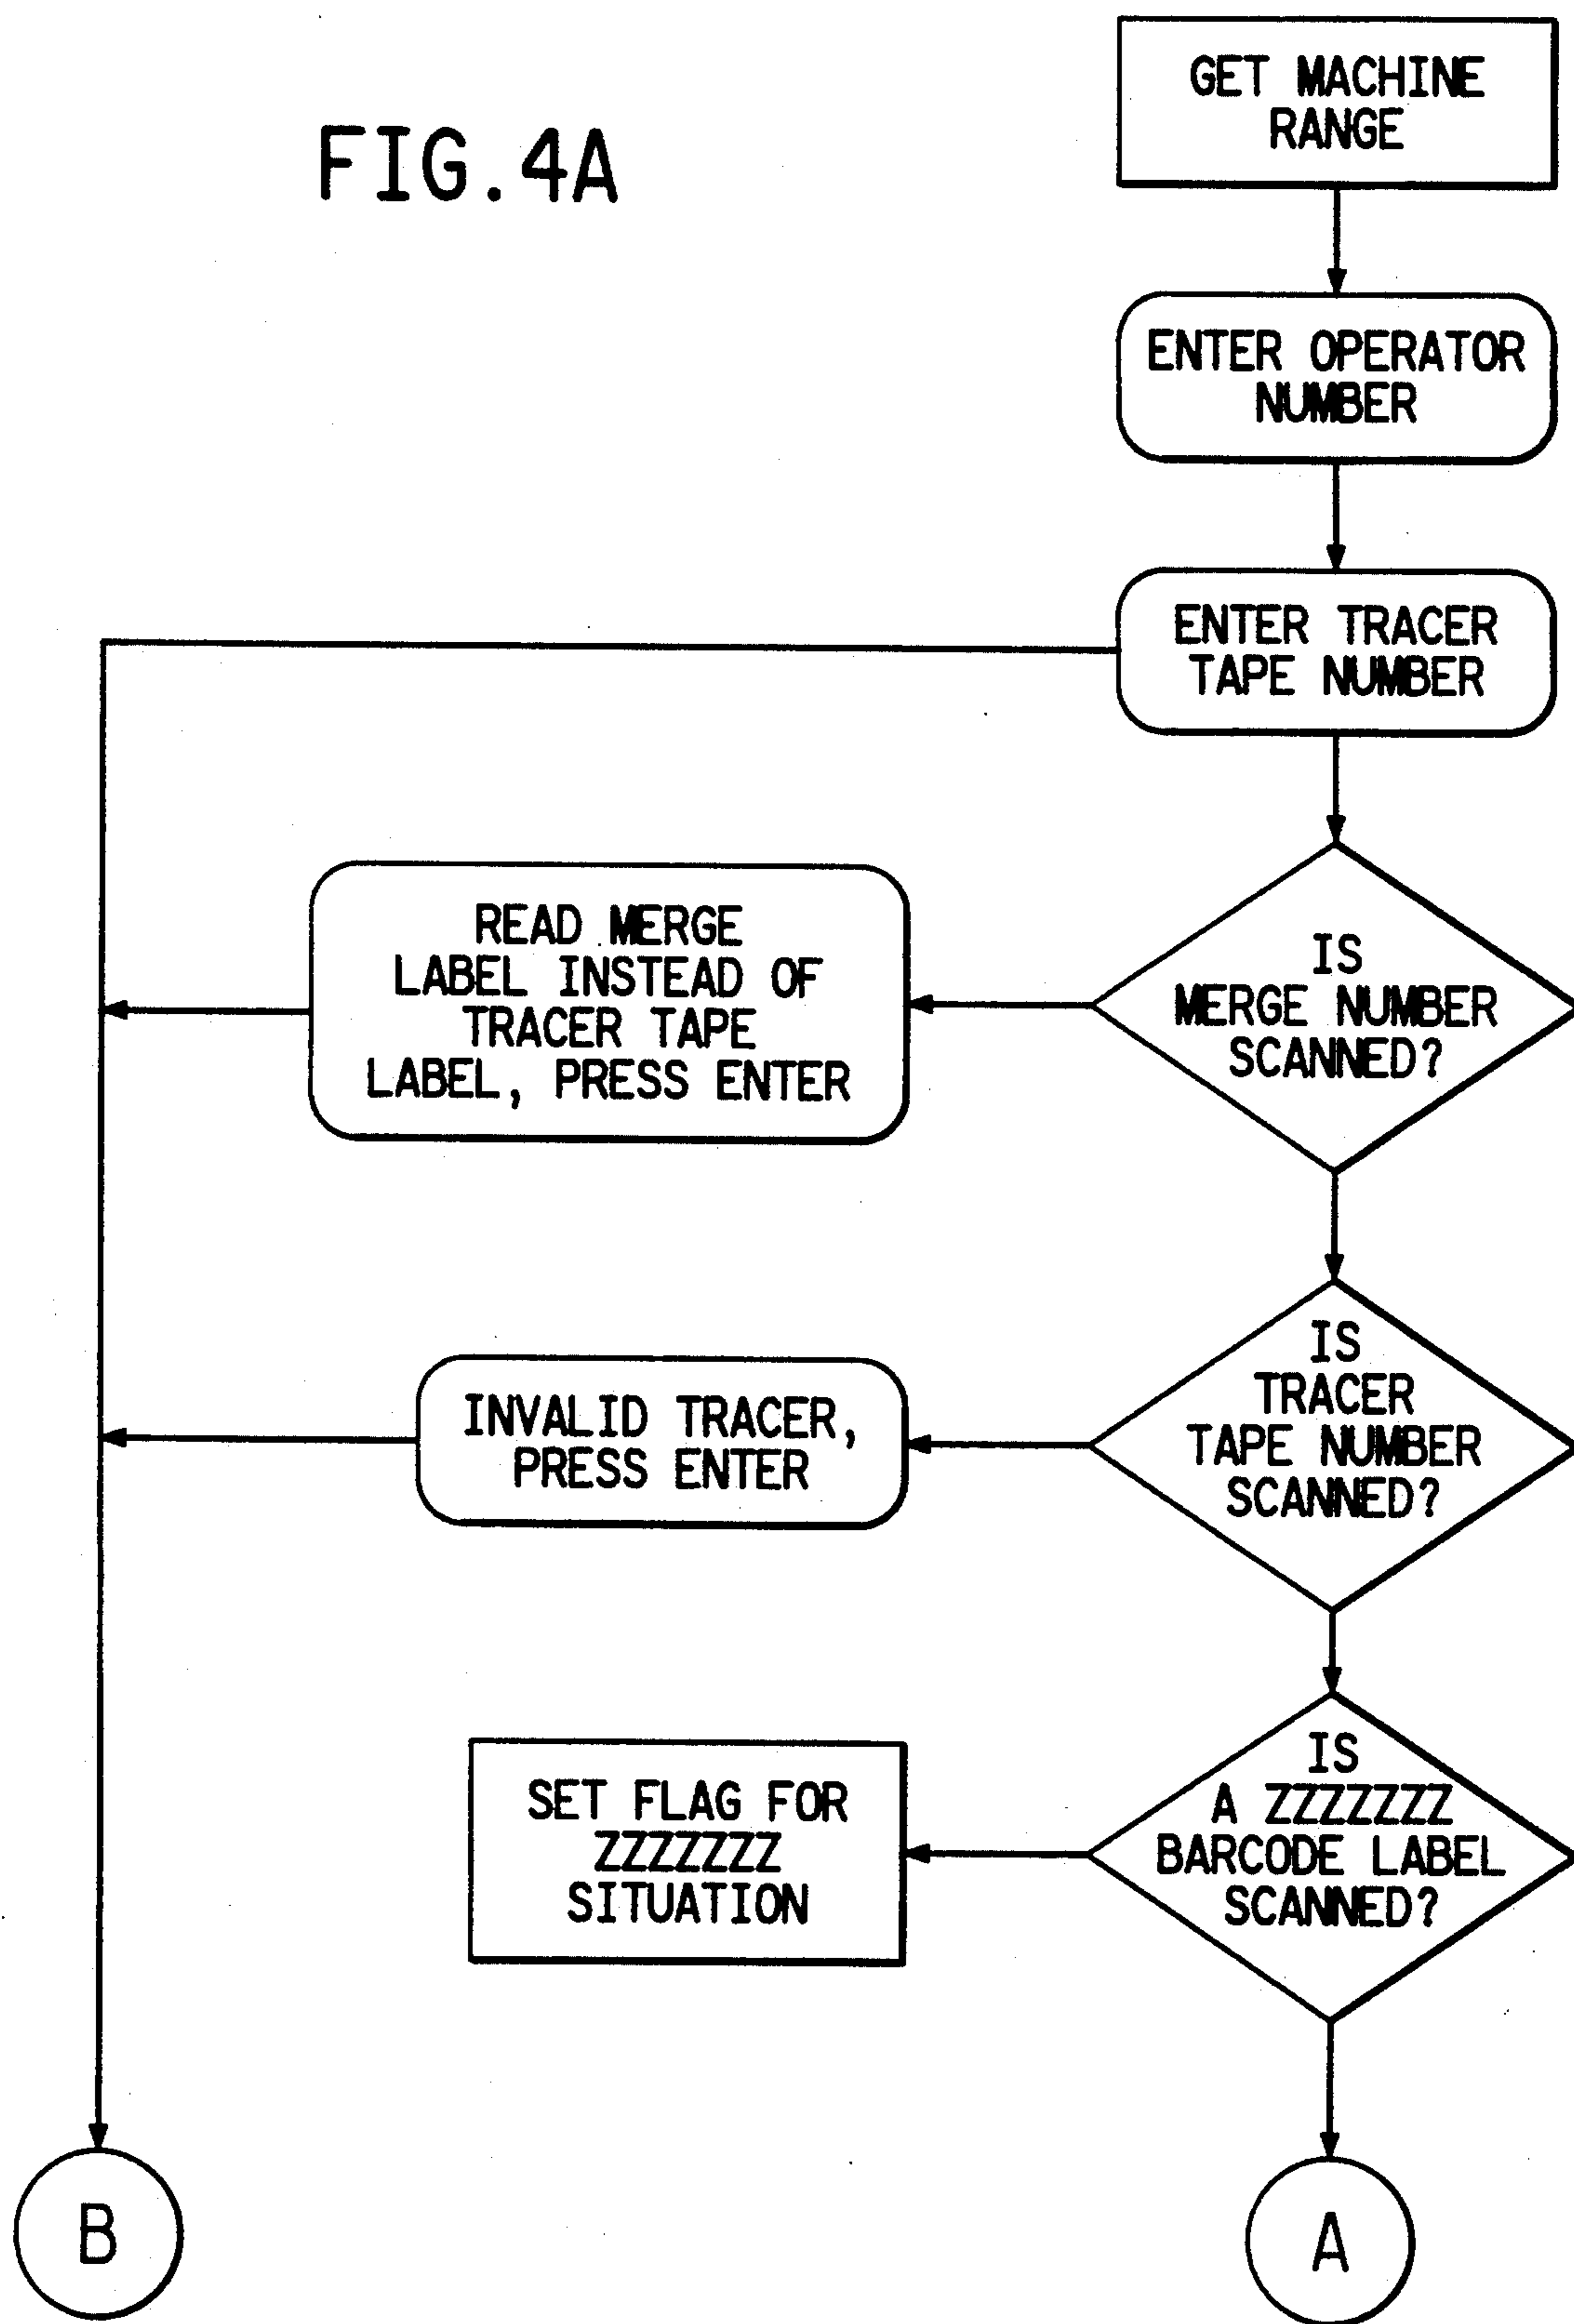 FIG.4A
GET MACHINE
RANGE
ENTER OPERATOR
NUMBER
ENTER TRACER
TAPE NUMBER
READ MERGE
LABEL INSTEAD OF
TRACER TAPE
LABEL, PRESS ENTER
IS
MERGE NUMBER
SCANNED?
INVALID TRACER,
PRESS ENTER
IS
TRACER
TAPE NUMBER
SCANNED?
SET FLAG FOR
ZZZZZZZ
SITUATION
IS
A ZZZZZZZ
BARCODE LABEL
SCANNED?
B
A